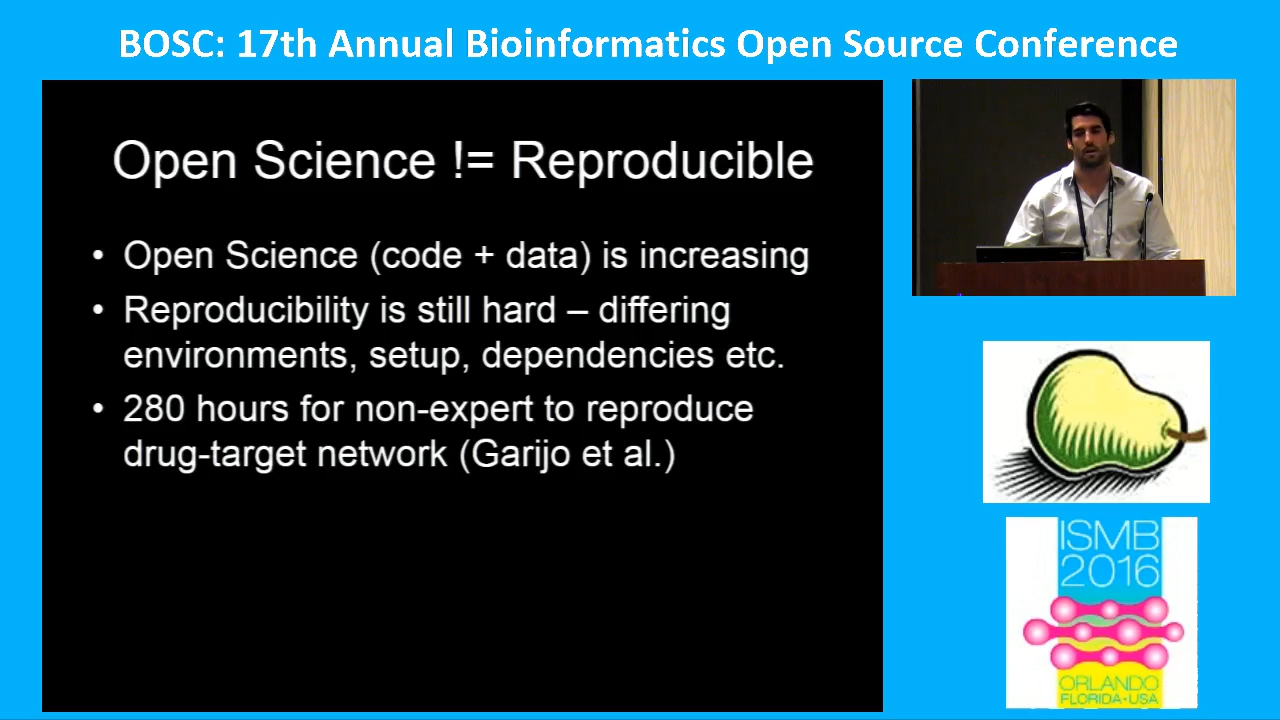 BOSC: 17th Annual Bioinformatics Open Source Conference
Open Science != Reproducible
• Open Science (code + data) is increasing
• Reproducibility is still hard – differing
environments, setup, dependencies etc.
• 280 hours for non-expert to reproduce
drug-target network (Garijo et al.)
ISMB
2016
ORLANDO
FLORIDA•USA